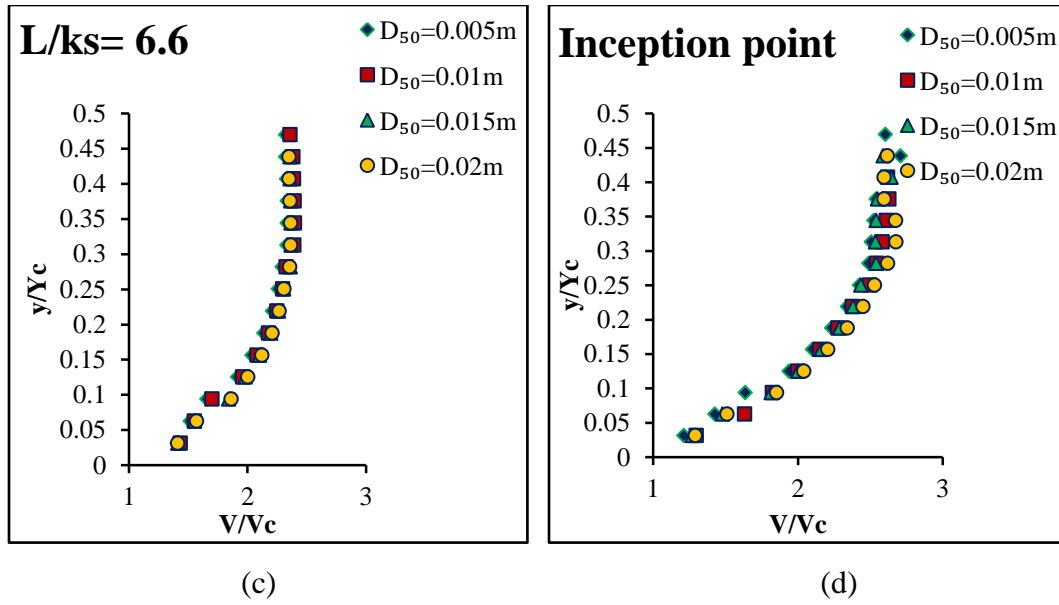 L/ks= 6.6
D₅₀=0.005m
D₅₀=0.01m
D₅₀=0.015m
D₅₀=0.02m
0.5
0.45
0.4
0.35
0.3
0.25
0.2
0.15
0.1
0.05
0
y/Yc
1
2
3
V/Vc
(c)
Inception point
D₅₀=0.005m
D₅₀=0.01m
D₅₀=0.015m
D₅₀=0.02m
0.5
0.45
0.4
0.35
0.3
0.25
0.2
0.15
0.1
0.05
0
y/Yc
1
2
3
V/Vc
(d)